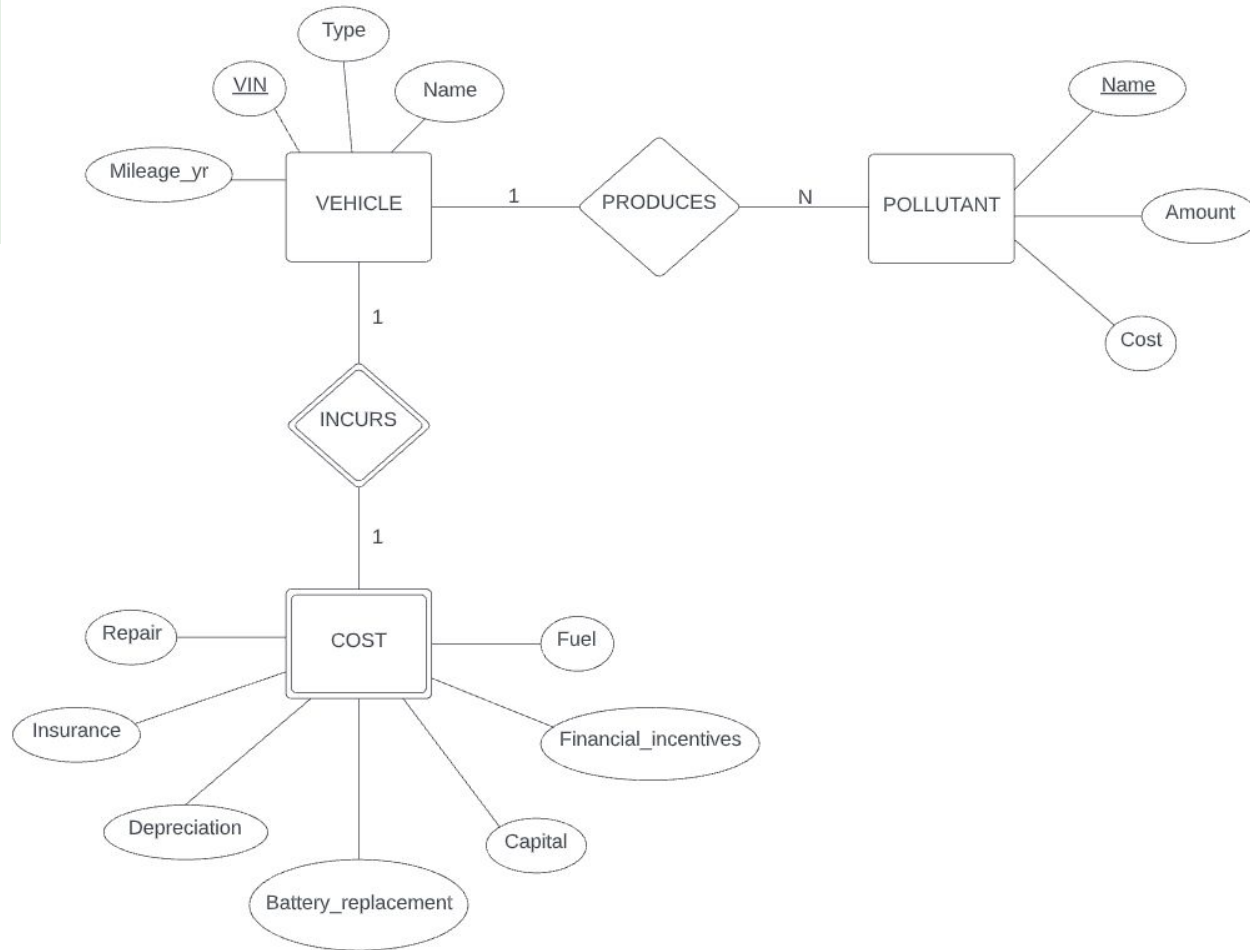 Type
VIN
Name
Name
Mileage_yr
VEHICLE
1
PRODUCES
N
POLLUTANT
Amount
1
Cost
INCURS
1
Repair
COST
Fuel
Insurance
Financial_incentives
Depreciation
Capital
Battery_replacement